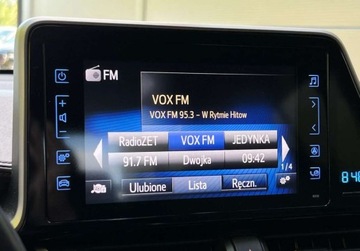 FM
VOX FM
VOX FM 95.3 – W Rytmie Hitow
RadioZET VOX FM JEDYNKA
91.7 FM Dwojka 09:42
1/4
Ulubione Lista Ręczn.